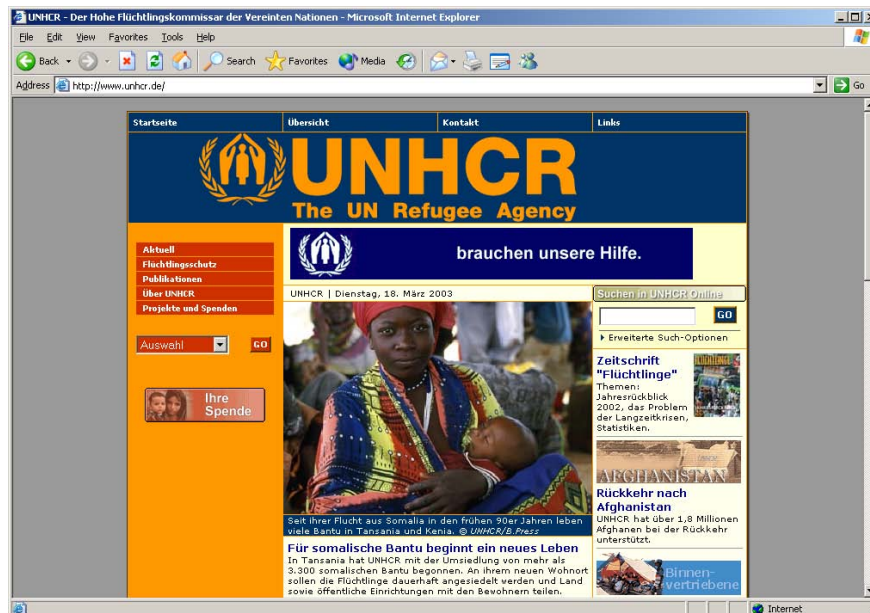 UNHCR - Der Hohe Flüchtlingskommissar der Vereinten Nationen - Microsoft Internet Explorer
File Edit View Favorites Tools Help
Back Search Favorites Media
Address http://www.unhcr.de/ Go
Startseite Übersicht Kontakt Links
UNHCR
The UN Refugee Agency
Aktuell
Flüchtlingsschutz
Publikationen
Über UNHCR
Projekte und Spenden
Auswahl GO
Ihre
Spende
brauchen unsere Hilfe.
UNHCR | Dienstag, 18. März 2003
Seit ihrer Flucht aus Somalia in den frühen 90er Jahren leben
viele Bantu in Tansania und Kenia. © UNHCR/B.Press
Für somalische Bantu beginnt ein neues Leben
In Tansania hat UNHCR mit der Umsiedlung von mehr als
3.300 somalischen Bantu begonnen. An ihrem neuen Wohnort
sollen die Flüchtlinge dauerhaft angesiedelt werden und Land
sowie öffentliche Einrichtungen mit den Bewohnern teilen.
Suchen in UNHCR Online
GO
Erweiterte Such-Optionen
Zeitschrift
"Flüchtlinge"
Themen:
Jahresrückblick
2002, das Problem
der Langzeitkrisen,
Statistiken.
FLÜCHTLINGE
UNHCR
AFGHANISTAN
Rückkehr nach
Afghanistan
UNHCR hat über 1,8 Millionen
Afghanen bei der Rückkehr
unterstützt.
Binnen-
vertriebene
Internet